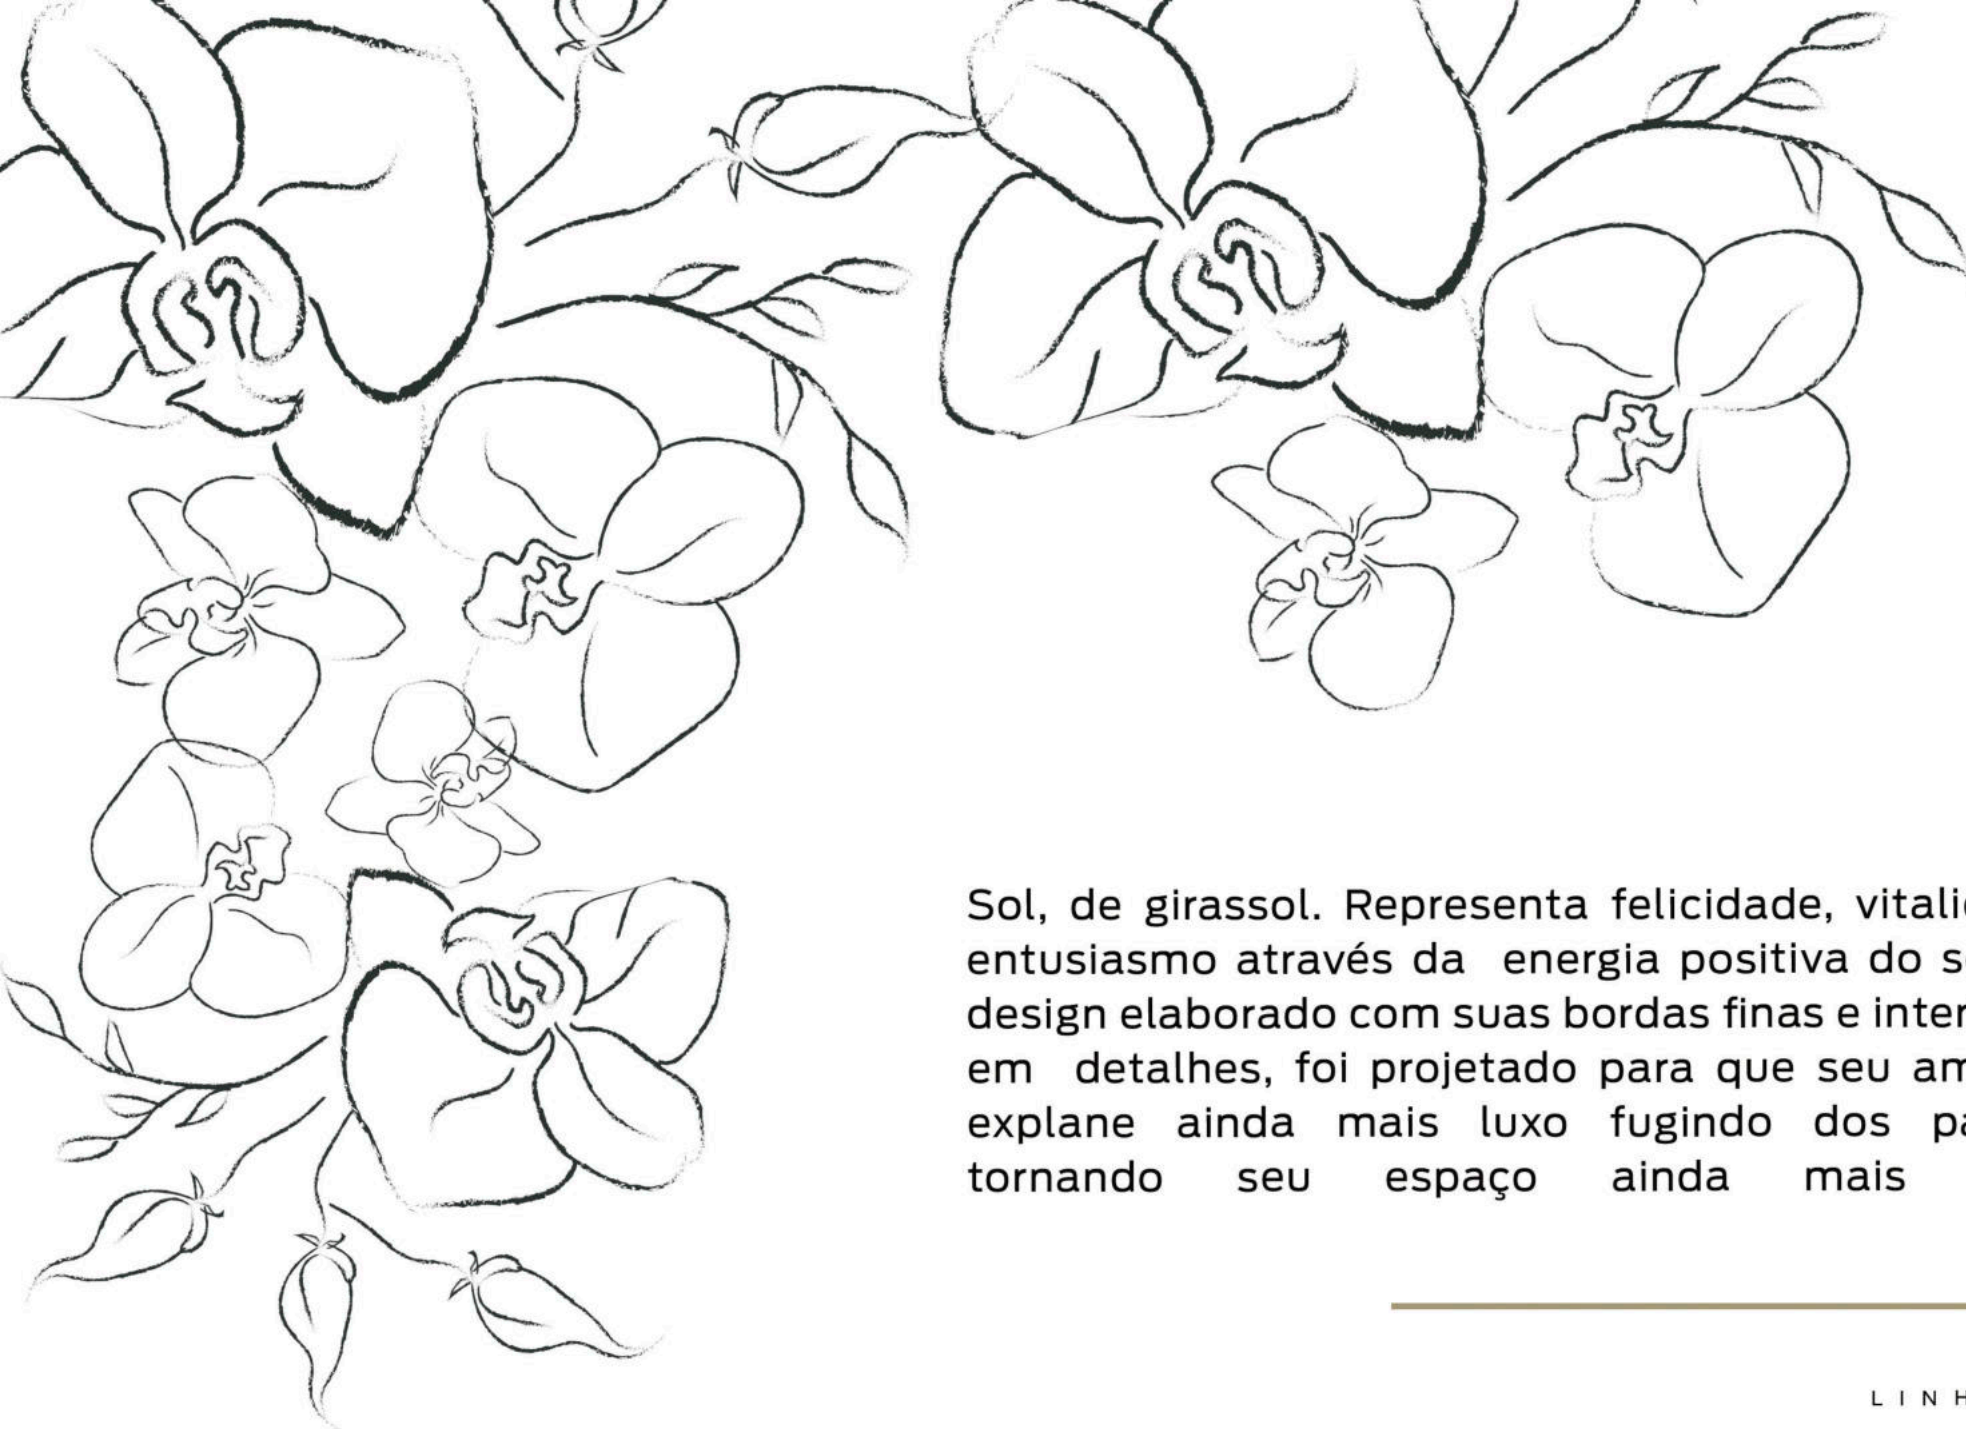 Sol, de girassol. Representa felicidade,
entusiasmo através da energia positiva do
design elaborado com suas bordas finas e
em detalhes, foi projetado para que seu
explane ainda mais luxo fugindo dos
tornando seu espaço ainda mais